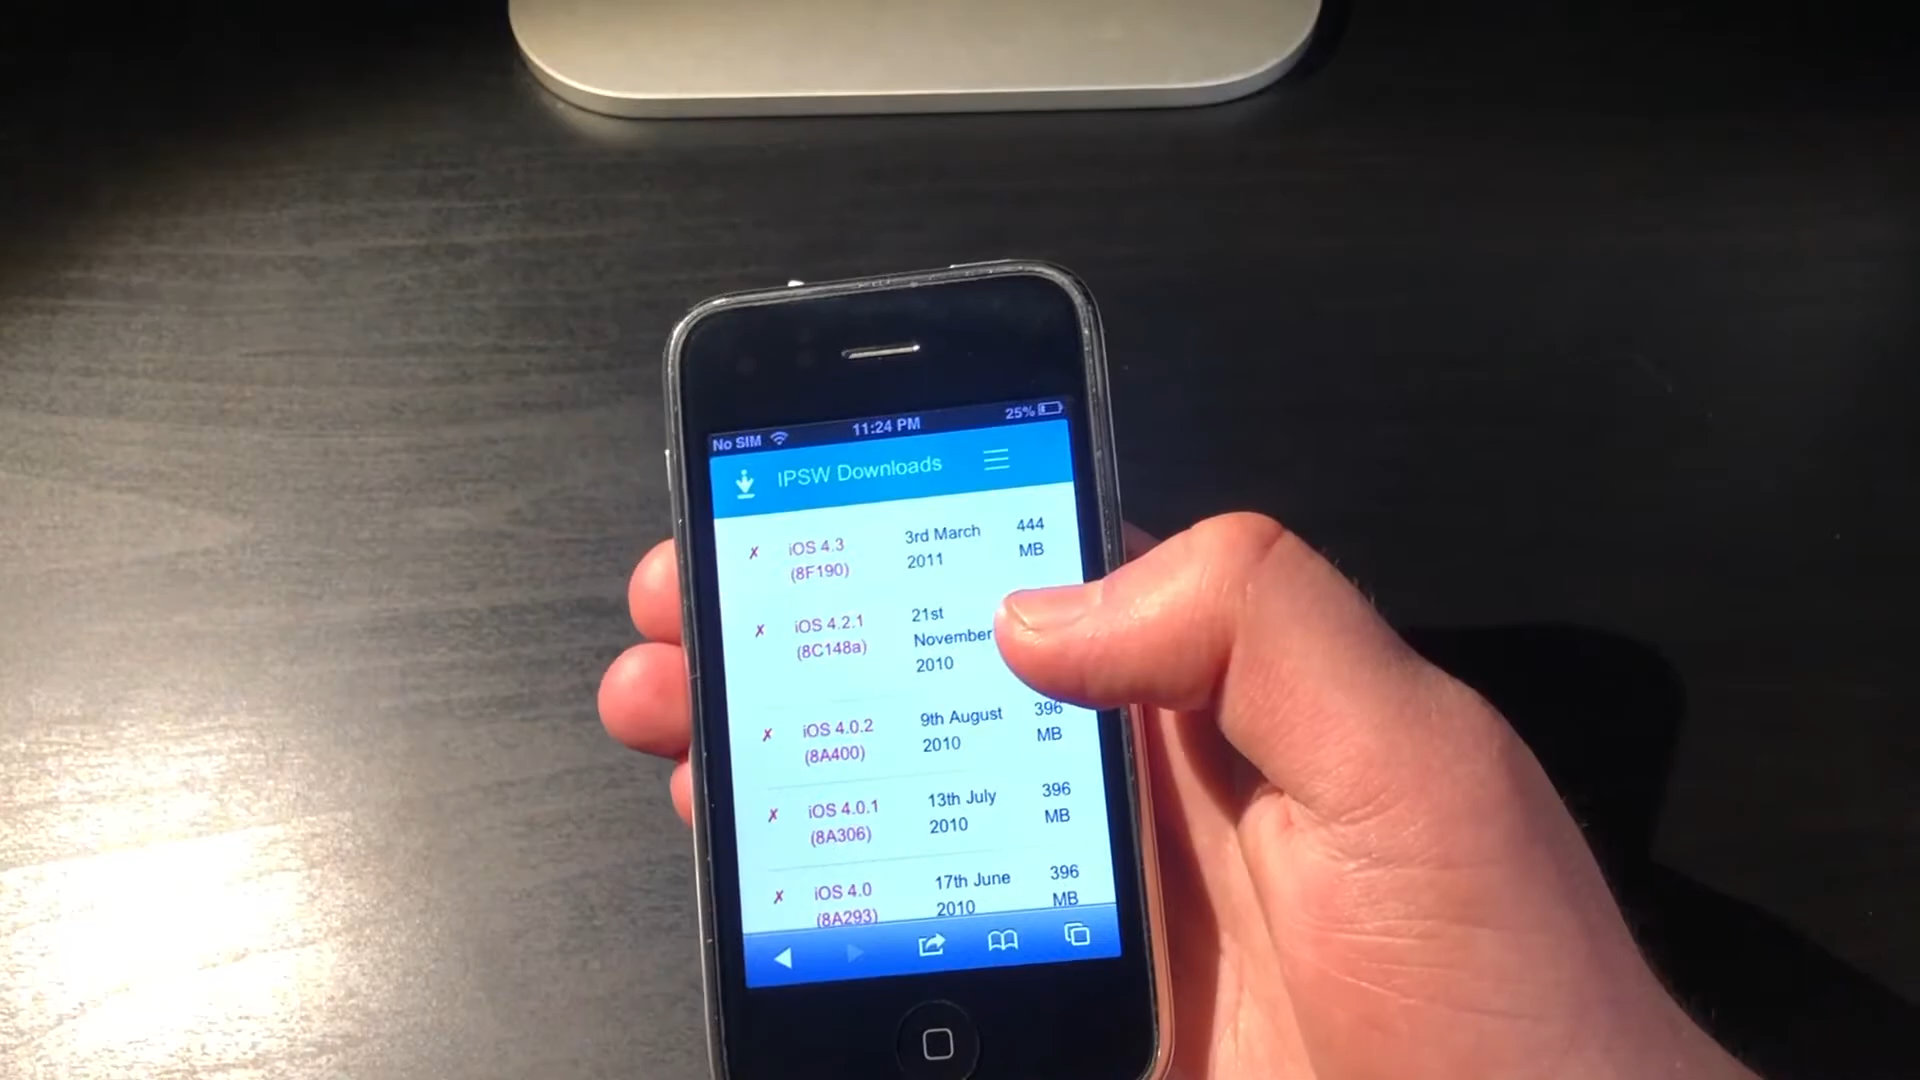 No SIM 11:24 PM 25%
IPSW Downloads
✗ iOS 4.3 (8F190) 3rd March 2011 444 MB
✗ iOS 4.2.1 (8C148a) 21st November 2010
✗ iOS 4.0.2 (8A400) 9th August 2010 396 MB
✗ iOS 4.0.1 (8A306) 13th July 2010 396 MB
✗ iOS 4.0 (8A293) 17th June 2010 396 MB